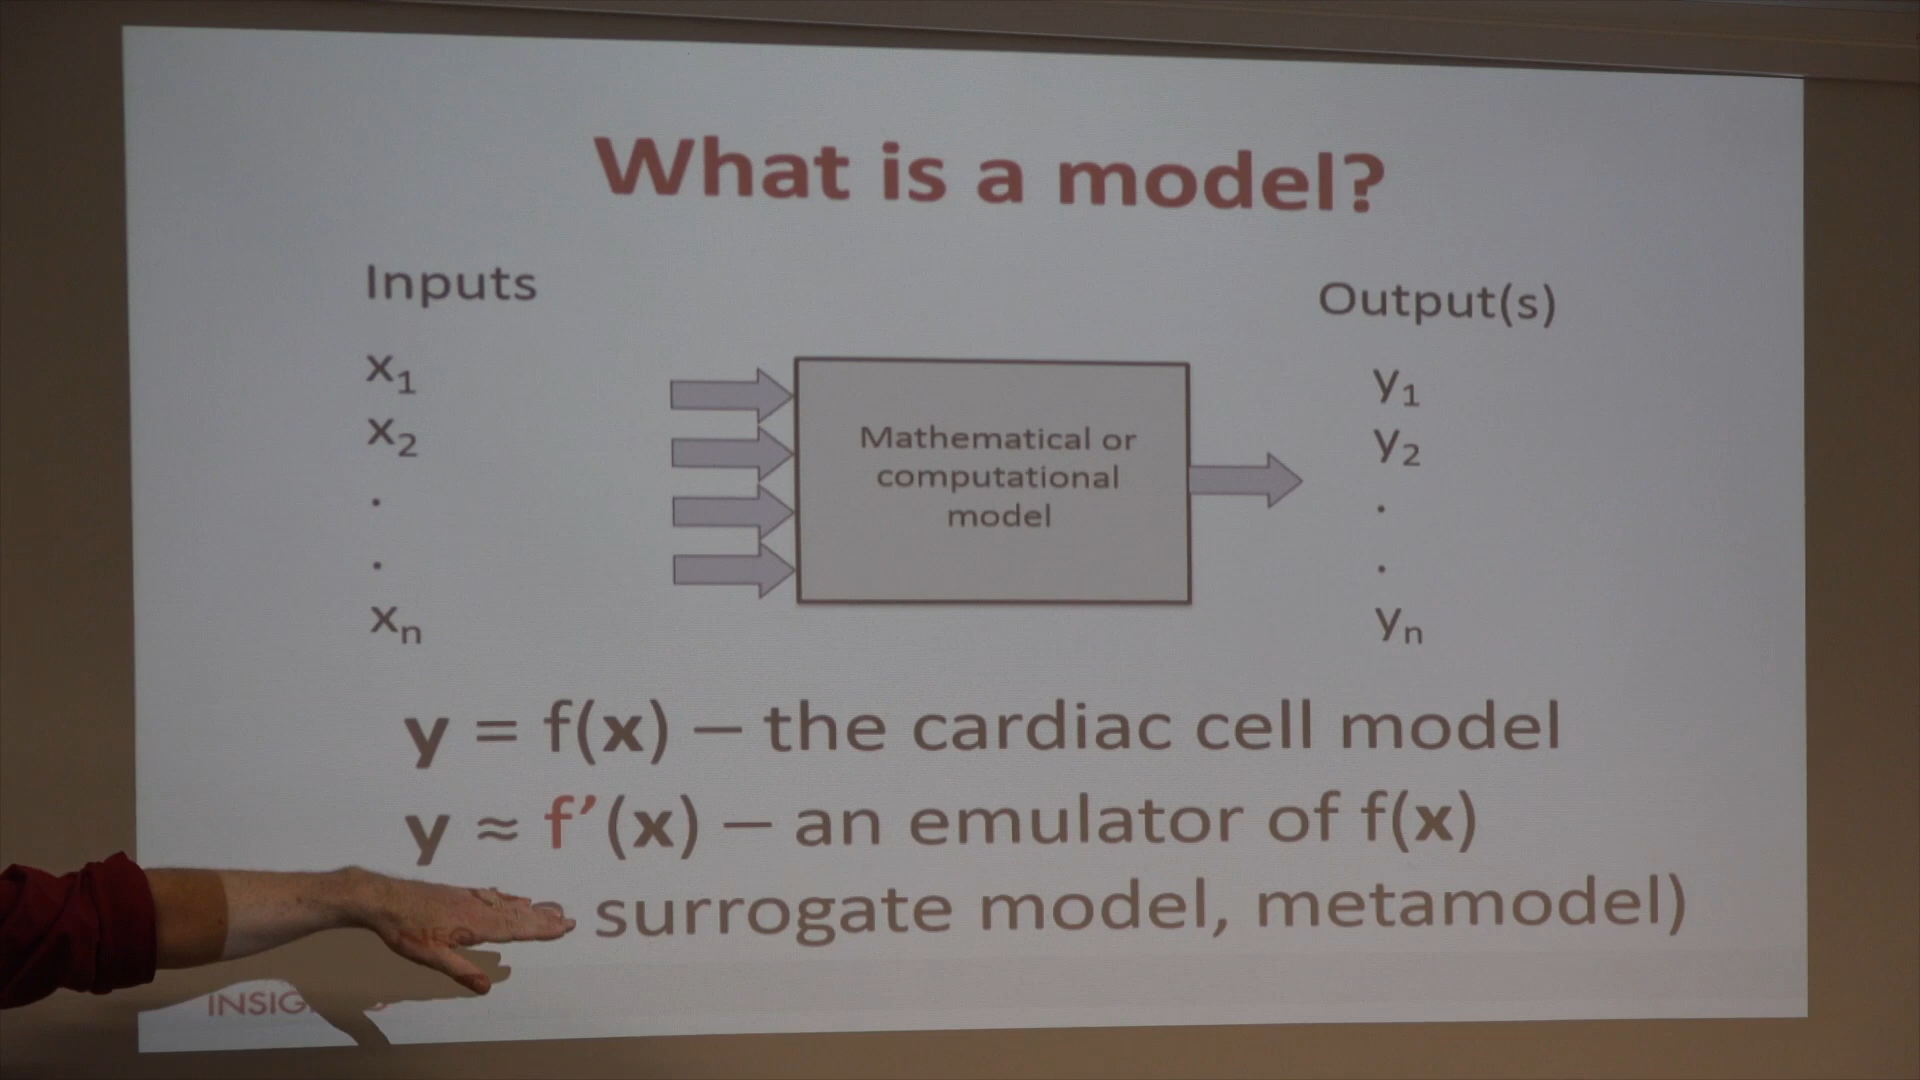 What is a model?
Inputs
Output(s)
x₁
x₂
.
.
xₙ
Mathematical or
computational
model
y₁
y₂
.
.
yₙ
y = f(x) – the cardiac cell model
y ≈ f’(x) – an emulator of f(x)
surrogate model, metamodel)